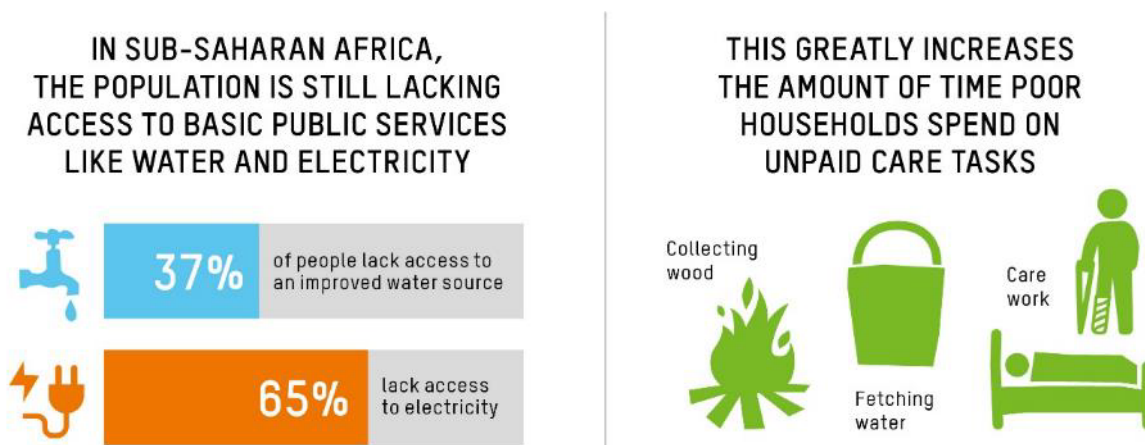 IN SUB-SAHARAN AFRICA,
THE POPULATION IS STILL LACKING
ACCESS TO BASIC PUBLIC SERVICES
LIKE WATER AND ELECTRICITY
37%
of people lack access to
an improved water source
65%
lack access
to electricity
THIS GREATLY INCREASES
THE AMOUNT OF TIME POOR
HOUSEHOLDS SPEND ON
UNPAID CARE TASKS
Collecting
wood
Fetching
water
Care
work